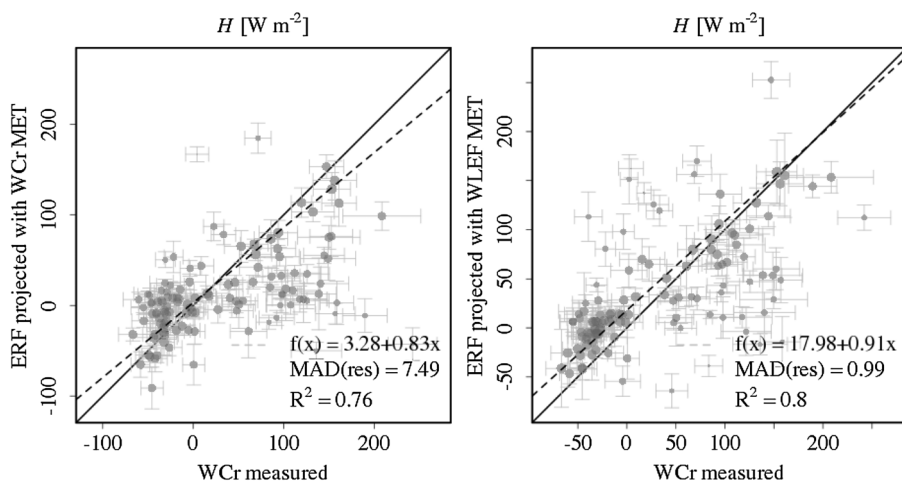 H [W m⁻²]
ERF projected with WCr MET
200
100
0
-100
f(x) = 3.28+0.83x
MAD(res) = 7.49
R² = 0.76
-100 0 100 200
WCr measured
H [W m⁻²]
ERF projected with WLEF MET
200
100
50
0
-50
f(x) = 17.98+0.91x
MAD(res) = 0.99
R² = 0.8
-50 0 50 100 200
WCr measured